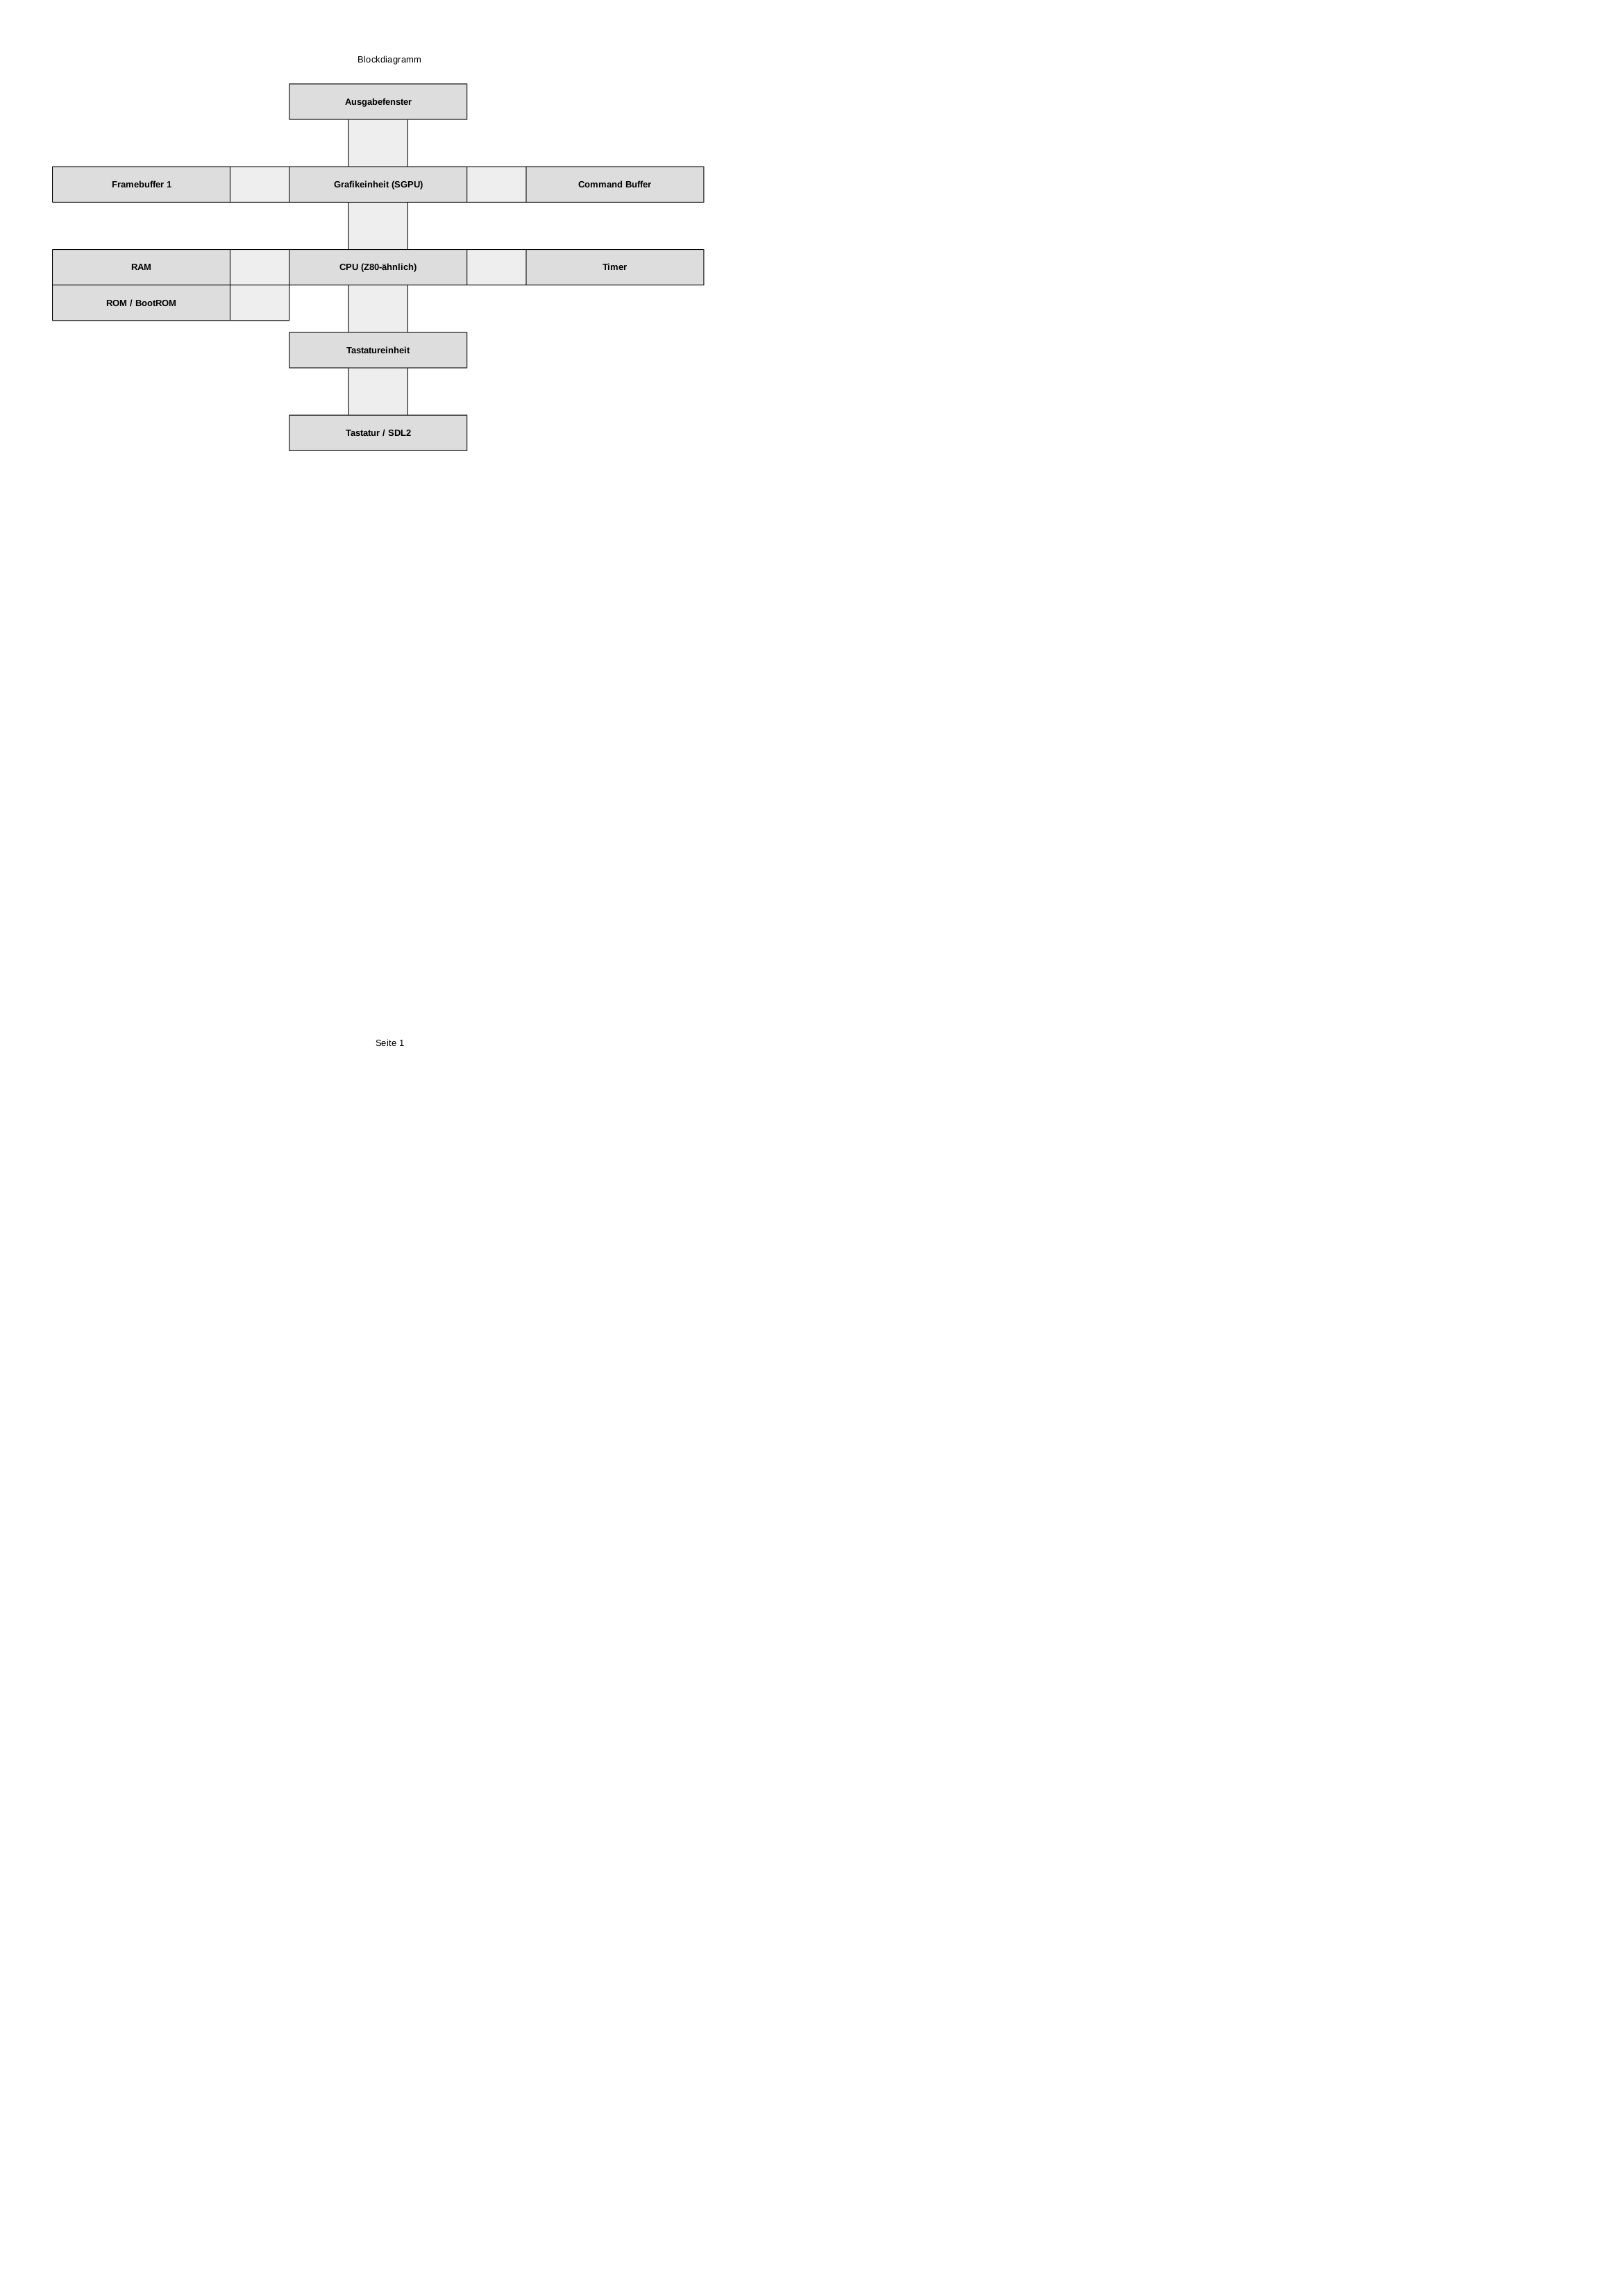 Blockdiagramm
Ausgabefenster
Framebuffer 1
Grafikeinheit (SGPU)
Command Buffer
RAM
CPU (Z80-ähnlich)
Timer
ROM / BootROM
Tastatureinheit
Tastatur / SDL2
Seite 1